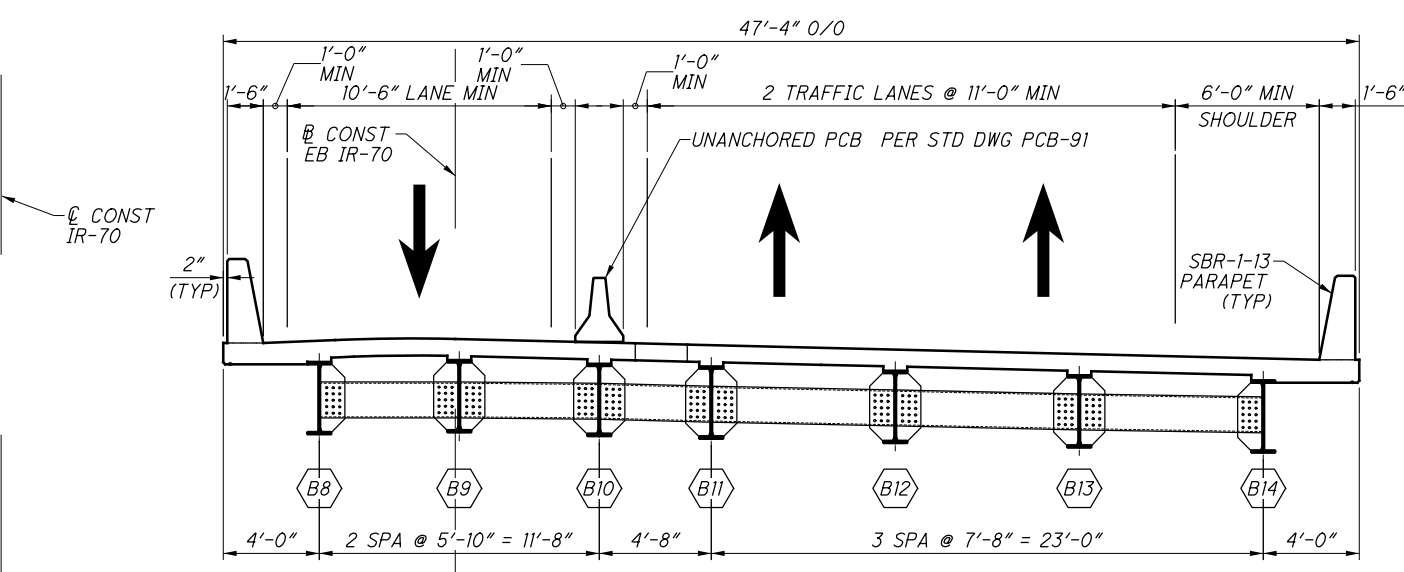 47'-4" O/O
1'-0"
MIN
1'-0"
MIN
1'-0"
MIN
1'-6"
10'-6" LANE MIN
2 TRAFFIC LANES @ 11'-0" MIN
6'-0" MIN
SHOULDER
1'-6"
℄ CONST
IR-70
B CONST
EB IR-70
UNANCHORED PCB PER STD DWG PCB-91
2"
(TYP)
SBR-1-13
PARAPET
(TYP)
B8
B9
B10
B11
B12
B13
B14
4'-0"
2 SPA @ 5'-10" = 11'-8"
4'-8"
3 SPA @ 7'-8" = 23'-0"
4'-0"